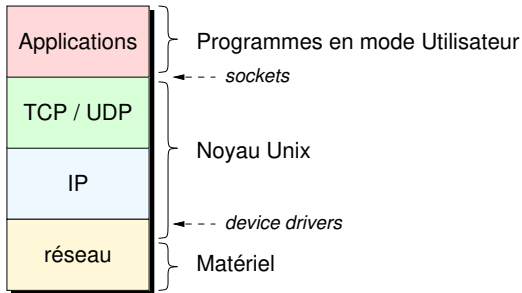 Applications
Programmes en mode Utilisateur
sockets
TCP / UDP
Noyau Unix
IP
device drivers
réseau
Matériel